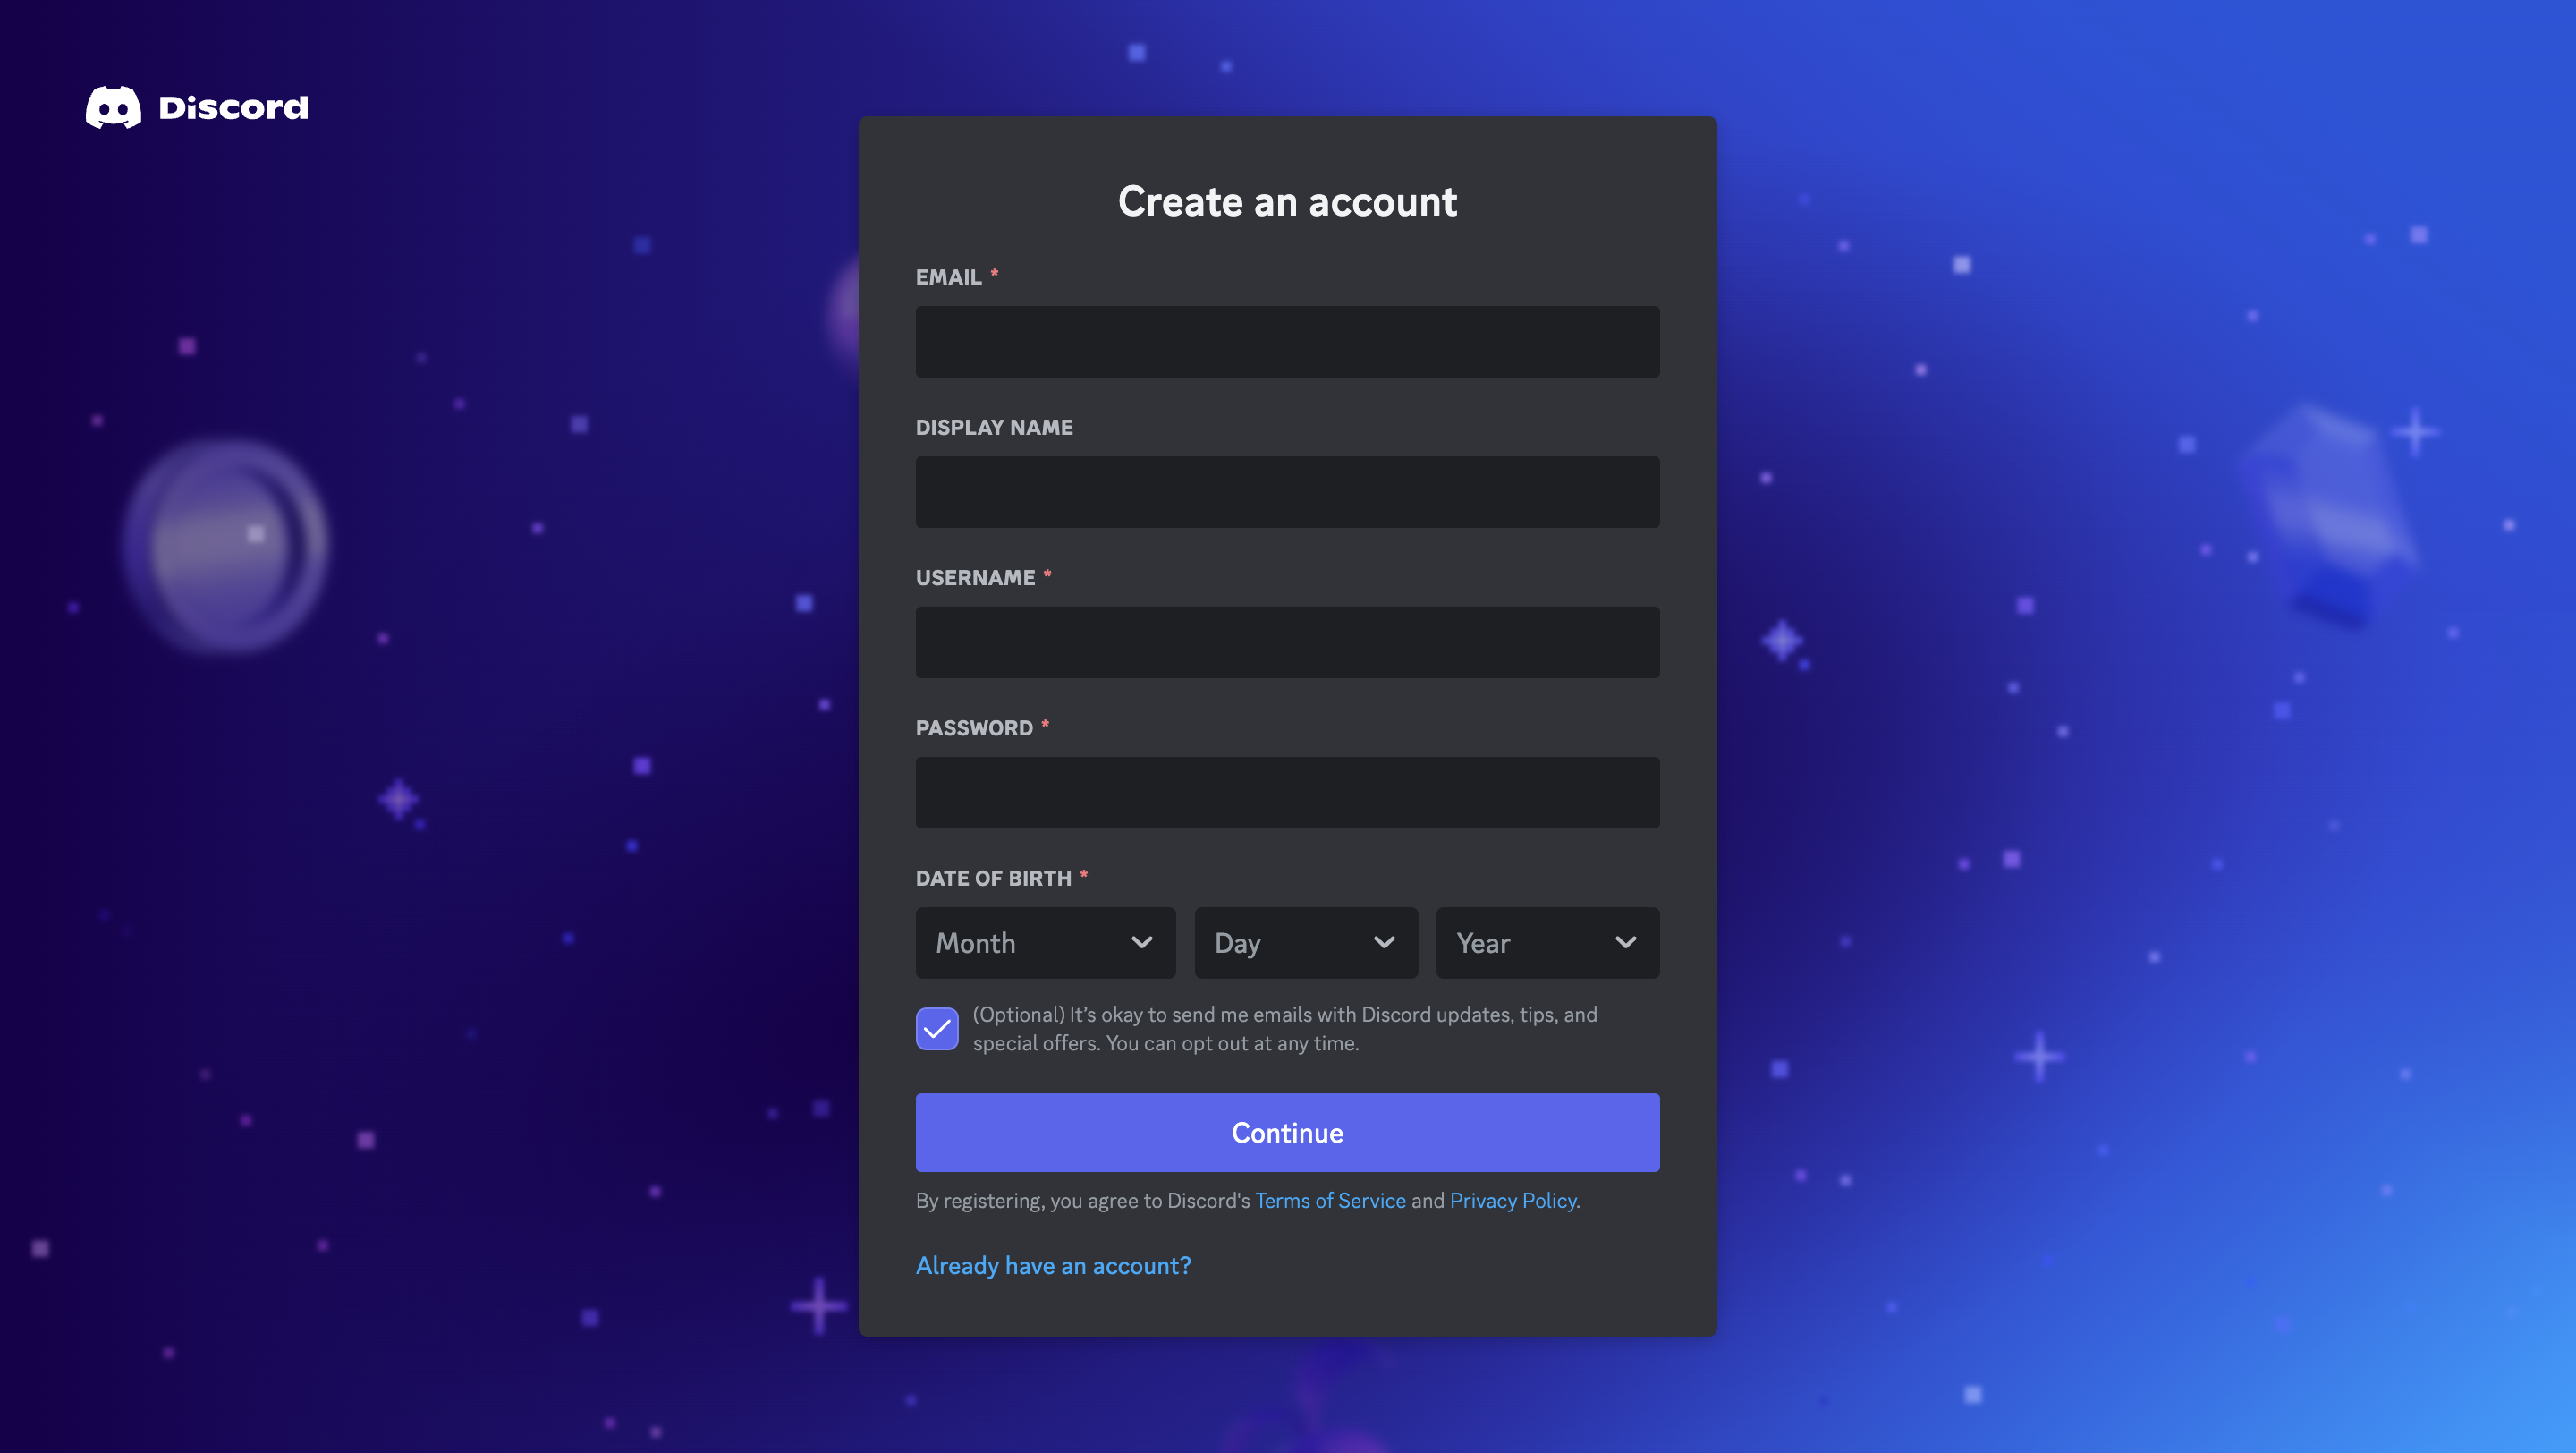 Discord
Create an account
EMAIL *
DISPLAY NAME
USERNAME *
PASSWORD *
DATE OF BIRTH *
Month
Day
Year
(Optional) It’s okay to send me emails with Discord updates, tips, and
special offers. You can opt out at any time.
Continue
By registering, you agree to Discord's Terms of Service and Privacy Policy.
Already have an account?